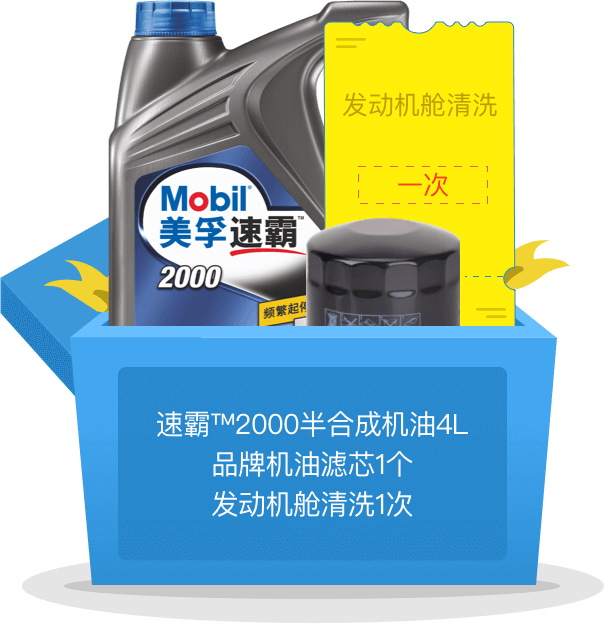 发动机舱清洗
一次
Mobil
美孚速霸™
2000
频繁起停
速霸™2000半合成机油4L
品牌机油滤芯1个
发动机舱清洗1次